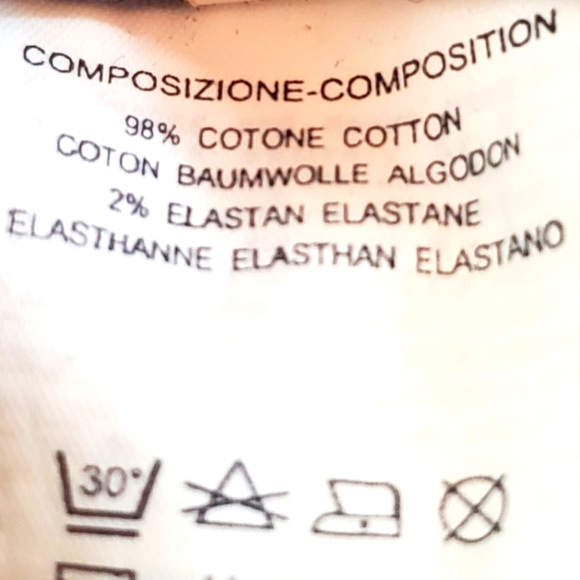 COMPOSIZIONE-COMPOSITION
98% COTONE COTTON
COTON BAUMWOLLE ALGODON
2% ELASTAN ELASTANE
ELASTHANNE ELASTHAN ELASTANO
30°